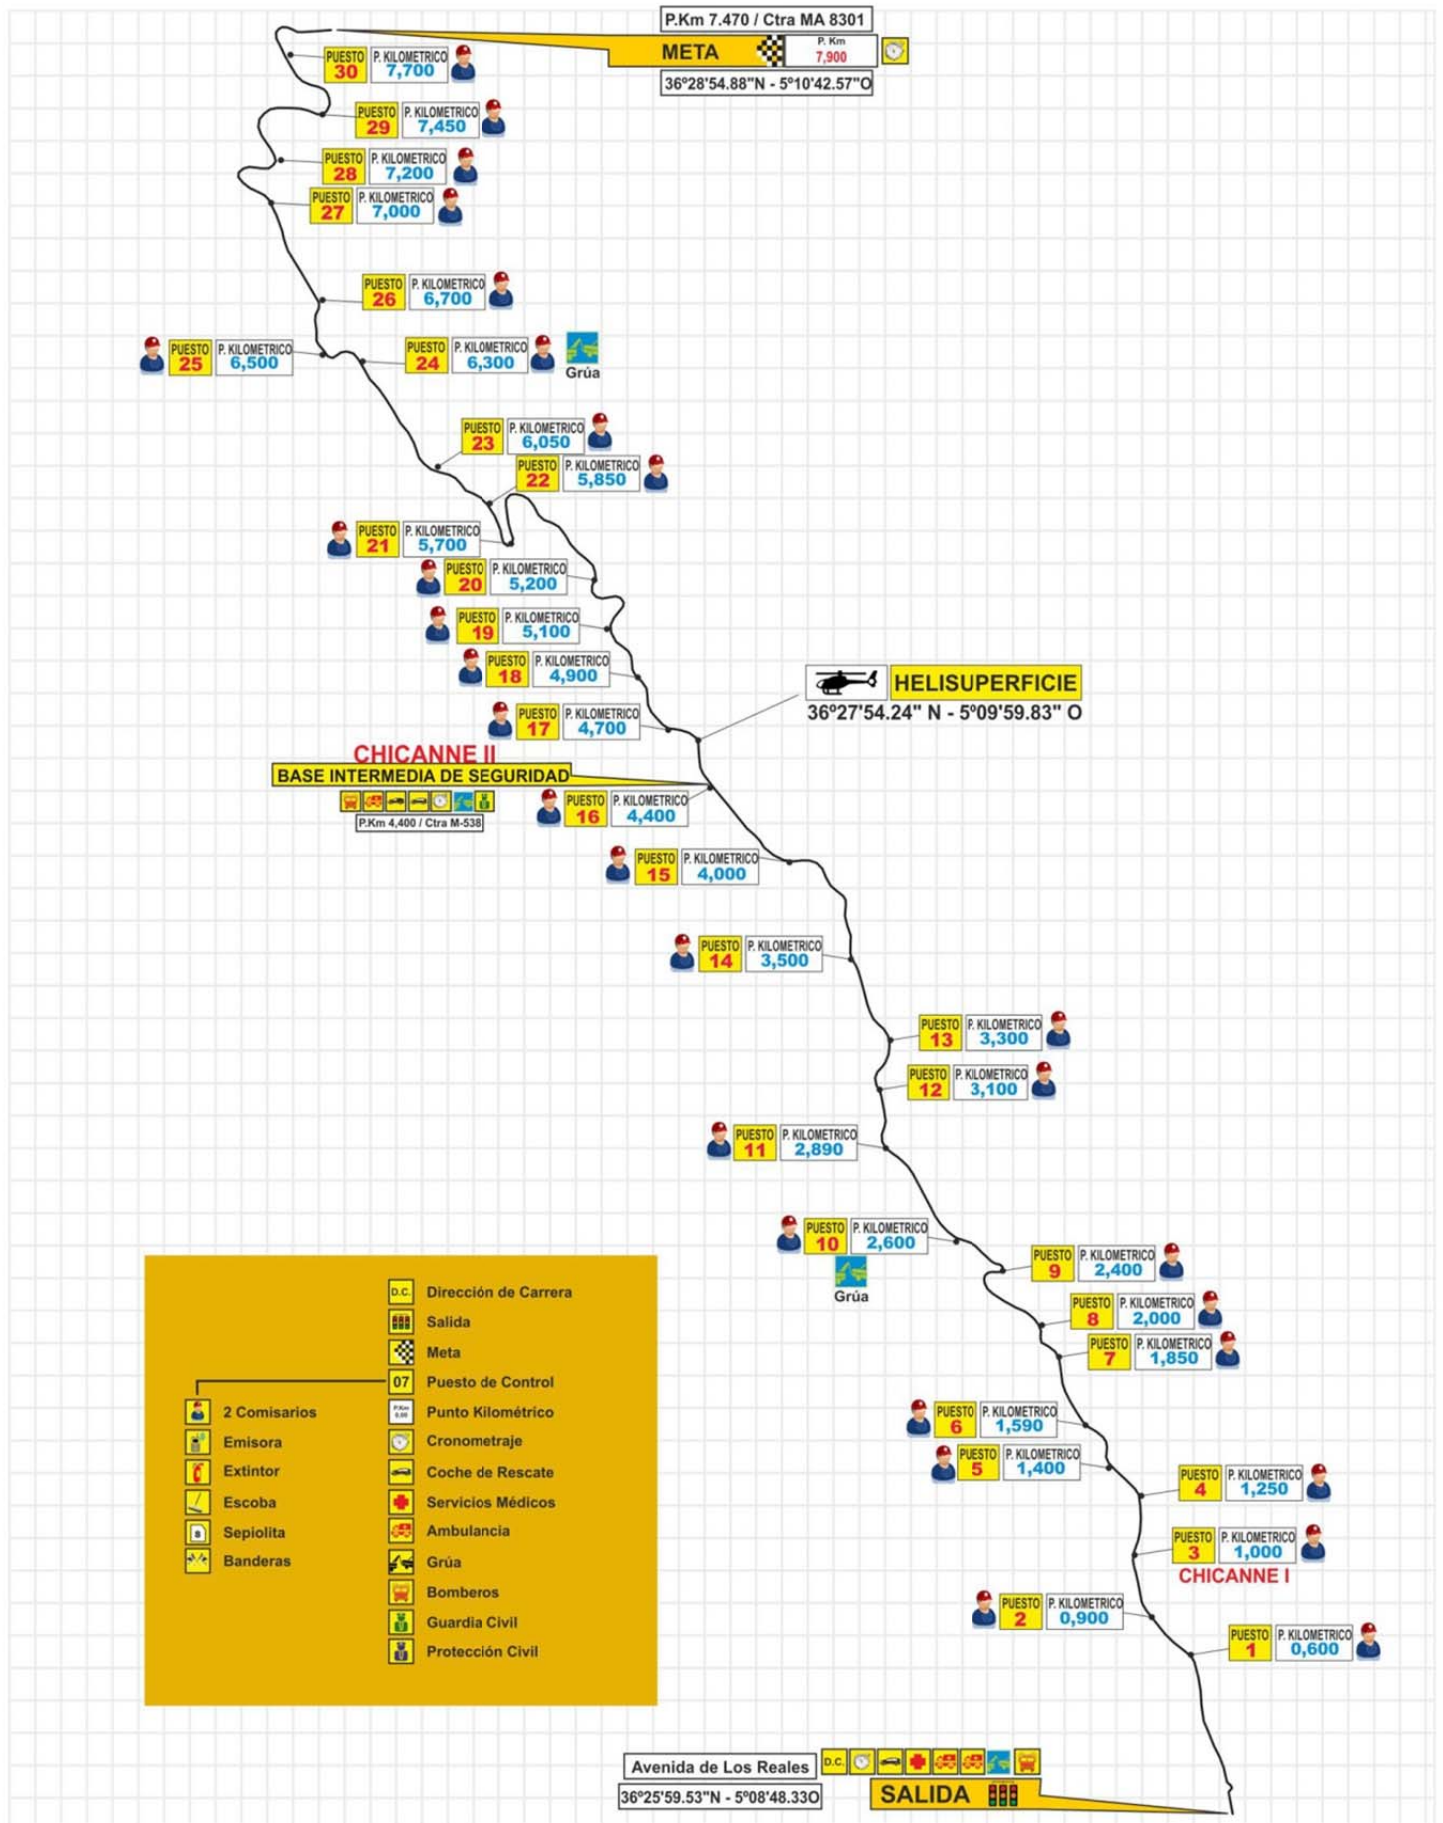 P.Km 7.470 / Ctra MA 8301
META
P. Km
7,900
36º28'54.88"N - 5º10'42.57"O
PUESTO 30 P. KILOMETRICO 7,700
PUESTO 29 P. KILOMETRICO 7,450
PUESTO 28 P. KILOMETRICO 7,200
PUESTO 27 P. KILOMETRICO 7,000
PUESTO 26 P. KILOMETRICO 6,700
PUESTO 25 P. KILOMETRICO 6,500
PUESTO 24 P. KILOMETRICO 6,300
Grúa
PUESTO 23 P. KILOMETRICO 6,050
PUESTO 22 P. KILOMETRICO 5,850
PUESTO 21 P. KILOMETRICO 5,700
PUESTO 20 P. KILOMETRICO 5,200
PUESTO 19 P. KILOMETRICO 5,100
PUESTO 18 P. KILOMETRICO 4,900
HELISUPERFICIE
36º27'54.24" N - 5º09'59.83" O
PUESTO 17 P. KILOMETRICO 4,700
CHICANNE II
BASE INTERMEDIA DE SEGURIDAD
P.Km 4,400 / Ctra M-538
PUESTO 16 P. KILOMETRICO 4,400
PUESTO 15 P. KILOMETRICO 4,000
PUESTO 14 P. KILOMETRICO 3,500
PUESTO 13 P. KILOMETRICO 3,300
PUESTO 12 P. KILOMETRICO 3,100
PUESTO 11 P. KILOMETRICO 2,890
PUESTO 10 P. KILOMETRICO 2,600
Grúa
PUESTO 9 P. KILOMETRICO 2,400
PUESTO 8 P. KILOMETRICO 2,000
PUESTO 7 P. KILOMETRICO 1,850
PUESTO 6 P. KILOMETRICO 1,590
PUESTO 5 P. KILOMETRICO 1,400
PUESTO 4 P. KILOMETRICO 1,250
PUESTO 3 P. KILOMETRICO 1,000
CHICANNE I
PUESTO 2 P. KILOMETRICO 0,900
PUESTO 1 P. KILOMETRICO 0,600
D.C. Dirección de Carrera
Salida
Meta
07 Puesto de Control
Punto Kilométrico
Cronometraje
Coche de Rescate
Servicios Médicos
Ambulancia
Grúa
Bomberos
Guardia Civil
Protección Civil
2 Comisarios
Emisora
Extintor
Escoba
Sepiolita
Banderas
Avenida de Los Reales
D.C.
36º25'59.53"N - 5º08'48.33O
SALIDA